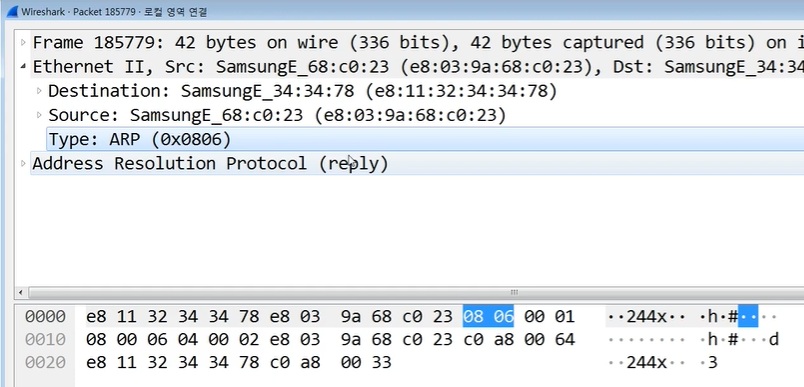 Wireshark · Packet 185779 · 로컬 영역 연결
Frame 185779: 42 bytes on wire (336 bits), 42 bytes captured (336 bits) on i
Ethernet II, Src: SamsungE_68:c0:23 (e8:03:9a:68:c0:23), Dst: SamsungE_34:34
Destination: SamsungE_34:34:78 (e8:11:32:34:34:78)
Source: SamsungE_68:c0:23 (e8:03:9a:68:c0:23)
Type: ARP (0x0806)
Address Resolution Protocol (reply)
0000 e8 11 32 34 34 78 e8 03 9a 68 c0 23 08 06 00 01 ··244x·· ·h·#····
0010 08 00 06 04 00 02 e8 03 9a 68 c0 23 c0 a8 00 64 ········ ·h·#···d
0020 e8 11 32 34 34 78 c0 a8 00 33 ··244x·· ·3